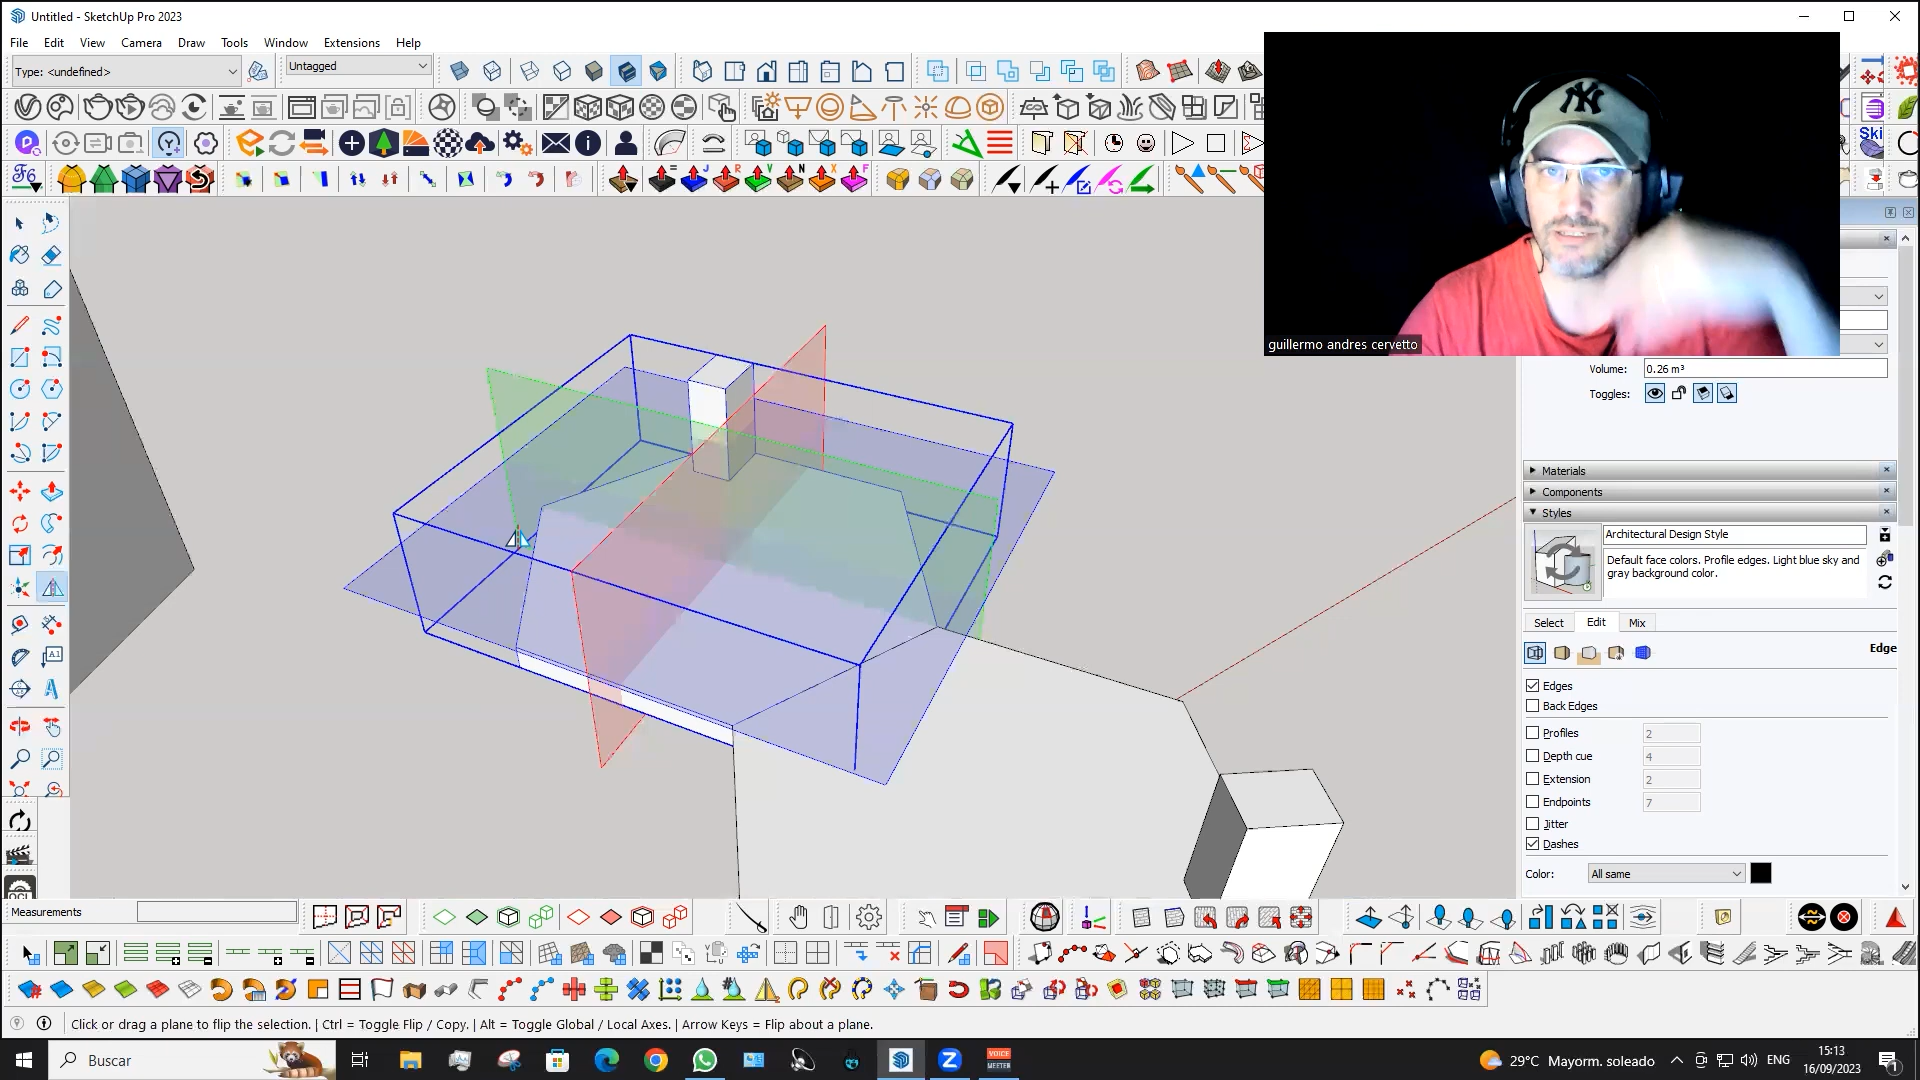 Untitled - SketchUp Pro 2023
File Edit View Camera Draw Tools Window Extensions Help
Type: <undefined>
Untagged
F6
J R V N X F
Ski
guillermo andres cervetto
Volume: 0.26 m³
Toggles:
Materials
Components
Styles
Architectural Design Style
Default face colors. Profile edges. Light blue sky and
gray background color.
Select Edit Mix
Edge
Edges
Back Edges
Profiles 2
Depth cue 4
Extension 2
Endpoints 7
Jitter
Dashes
Color: All same
Measurements
Click or drag a plane to flip the selection. | Ctrl = Toggle Flip / Copy. | Alt = Toggle Global / Local Axes. | Arrow Keys = Flip about a plane.
Buscar
VOICE
MEETER
29°C Mayorm. soleado
ENG
15:13
16/09/2023
1